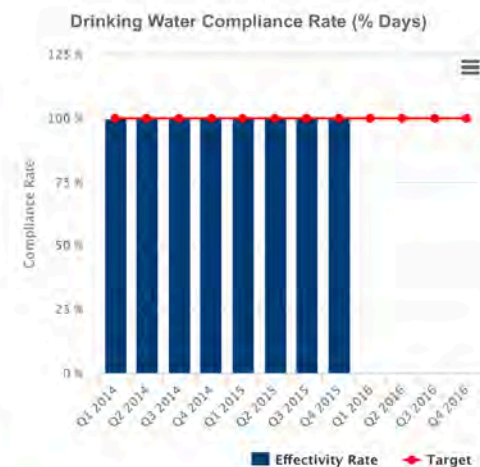 Drinking Water Compliance Rate (% Days)
125 %
100 %
75 %
50 %
25 %
0 %
Compliance Rate
Q1 2014
Q2 2014
Q3 2014
Q4 2014
Q1 2015
Q2 2015
Q3 2015
Q4 2015
Q1 2016
Q2 2016
Q3 2016
Q4 2016
Effectivity Rate
Target